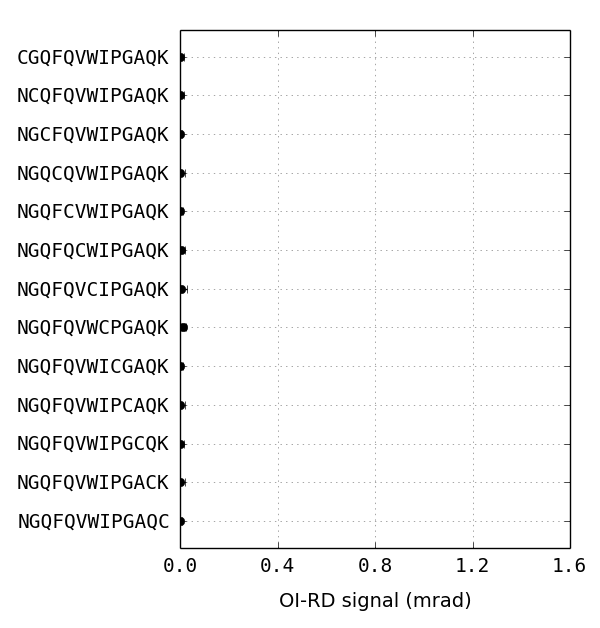 CGQFQVWIPGAQK
NCQFQVWIPGAQK
NGCFQVWIPGAQK
NGQCQVWIPGAQK
NGQFCVWIPGAQK
NGQFQCWIPGAQK
NGQFQVCIPGAQK
NGQFQVWCPGAQK
NGQFQVWICGAQK
NGQFQVWIPCAQK
NGQFQVWIPGCQK
NGQFQVWIPGACK
NGQFQVWIPGAQC
0.0 0.4 0.8 1.2 1.6
OI-RD signal (mrad)